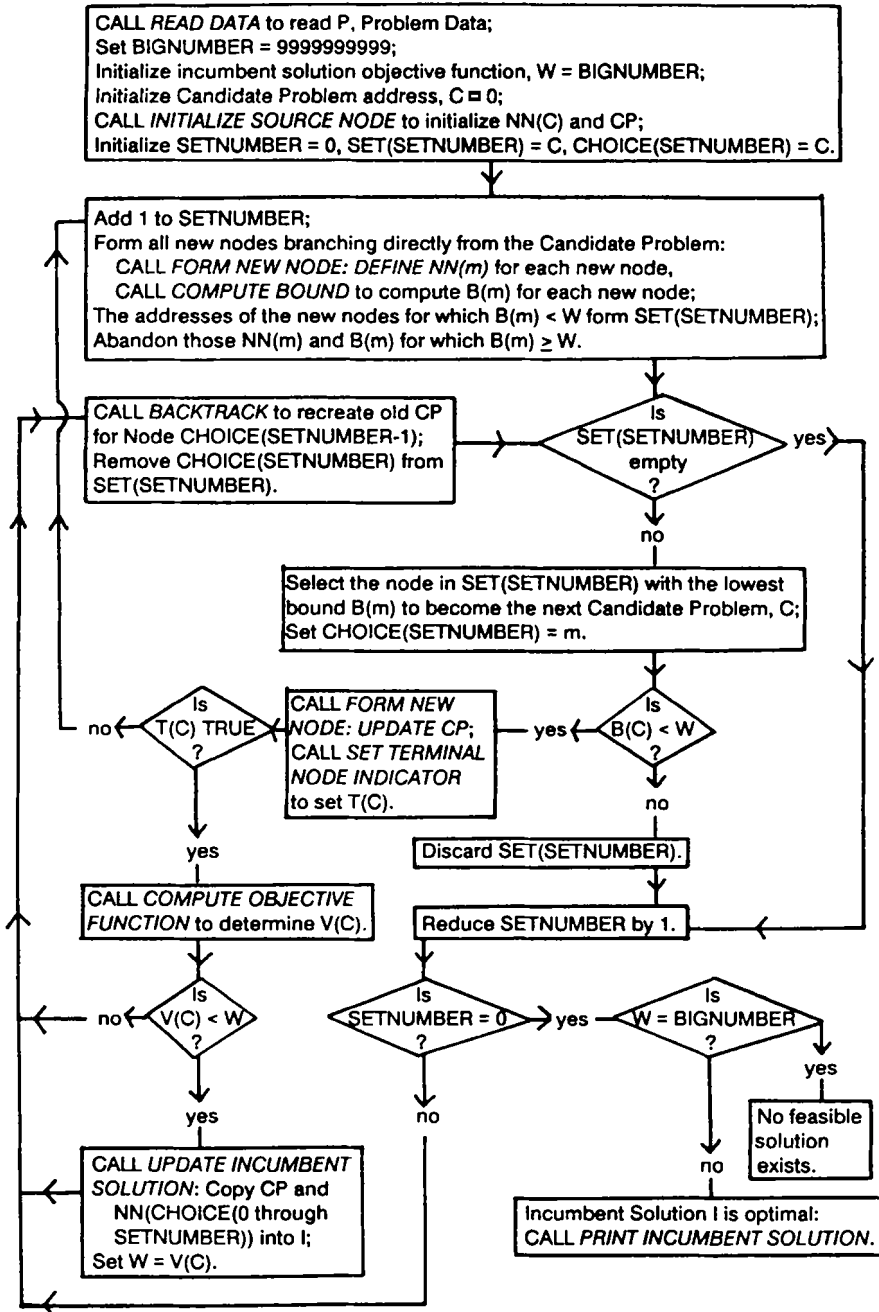 CALL READ DATA to read P, Problem Data;
Set BIGNUMBER = 9999999999;
Initialize incumbent solution objective function, W = BIGNUMBER;
Initialize Candidate Problem address, C = 0;
CALL INITIALIZE SOURCE NODE to initialize NN(C) and CP;
Initialize SETNUMBER = 0, SET(SETNUMBER) = C, CHOICE(SETNUMBER) = C.
Add 1 to SETNUMBER;
Form all new nodes branching directly from the Candidate Problem:
CALL FORM NEW NODE: DEFINE NN(m) for each new node,
CALL COMPUTE BOUND to compute B(m) for each new node;
The addresses of the new nodes for which B(m) < W form SET(SETNUMBER);
Abandon those NN(m) and B(m) for which B(m) ≥ W.
CALL BACKTRACK to recreate old CP
for Node CHOICE(SETNUMBER-1);
Remove CHOICE(SETNUMBER) from
SET(SETNUMBER).
Is
SET(SETNUMBER)
empty
?
yes
no
Select the node in SET(SETNUMBER) with the lowest
bound B(m) to become the next Candidate Problem, C;
Set CHOICE(SETNUMBER) = m.
Is
B(C) < W
?
yes
no
CALL FORM NEW
NODE: UPDATE CP;
CALL SET TERMINAL
NODE INDICATOR
to set T(C).
Is
T(C) TRUE
?
no
yes
Discard SET(SETNUMBER).
Reduce SETNUMBER by 1.
CALL COMPUTE OBJECTIVE
FUNCTION to determine V(C).
Is
V(C) < W
?
no
yes
Is
SETNUMBER = 0
?
yes
no
Is
W = BIGNUMBER
?
yes
no
No feasible
solution
exists.
CALL UPDATE INCUMBENT
SOLUTION: Copy CP and
NN(CHOICE(0 through
SETNUMBER)) into I;
Set W = V(C).
Incumbent Solution I is optimal:
CALL PRINT INCUMBENT SOLUTION.